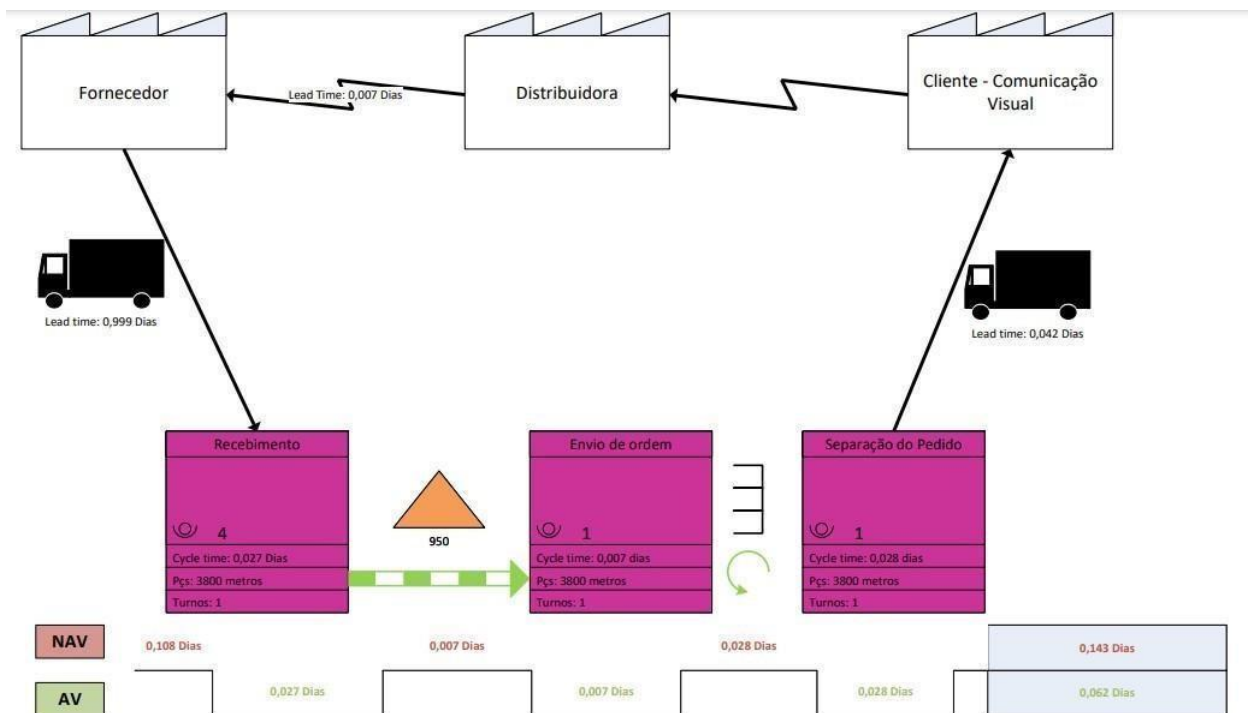 Fornecedor
Lead Time: 0,007 Dias
Distribuidora
Cliente - Comunicação
Visual
Lead time: 0,999 Dias
Lead time: 0,042 Dias
Recebimento
4
Cycle time: 0,027 Dias
Pçs: 3800 metros
Turnos: 1
950
Envio de ordem
1
Cycle time: 0,007 dias
Pçs: 3800 metros
Turnos: 1
Separação do Pedido
1
Cycle time: 0,028 dias
Pçs: 3800 metros
Turnos: 1
NAV
0,108 Dias
0,007 Dias
0,028 Dias
0,143 Dias
AV
0,027 Dias
0,007 Dias
0,028 Dias
0,062 Dias